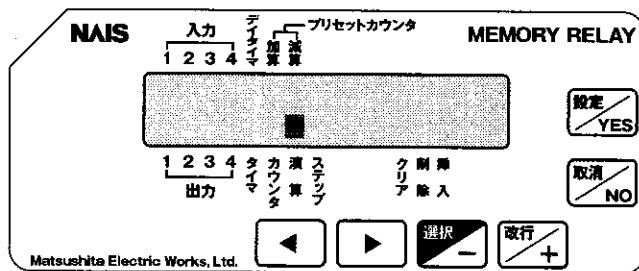 NAIS
入力
1 2 3 4
デイタイマ
プリセットカウンタ
加算
減算
MEMORY RELAY
設定
YES
1 2 3 4
出力
タイマ
カウンタ
演算
ステップ
クリア
削除
挿入
取消
NO
選択
−
改行
+
Matsushita Electric Works, Ltd.